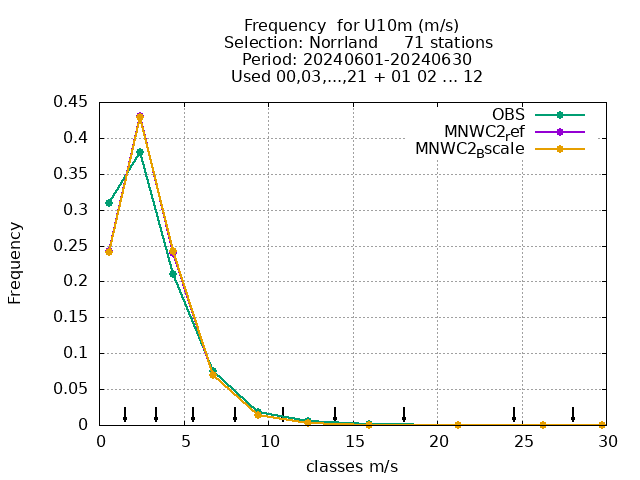 Frequency  for U10m (m/s)
Selection: Norrland     71 stations
Period: 20240601-20240630
Used 00,03,...,21 + 01 02 ... 12
OBS
MNWC2ref
MNWC2Bscale
0.45
0.4
0.35
0.3
0.25
0.2
0.15
0.1
0.05
0
Frequency
0 5 10 15 20 25 30
classes m/s